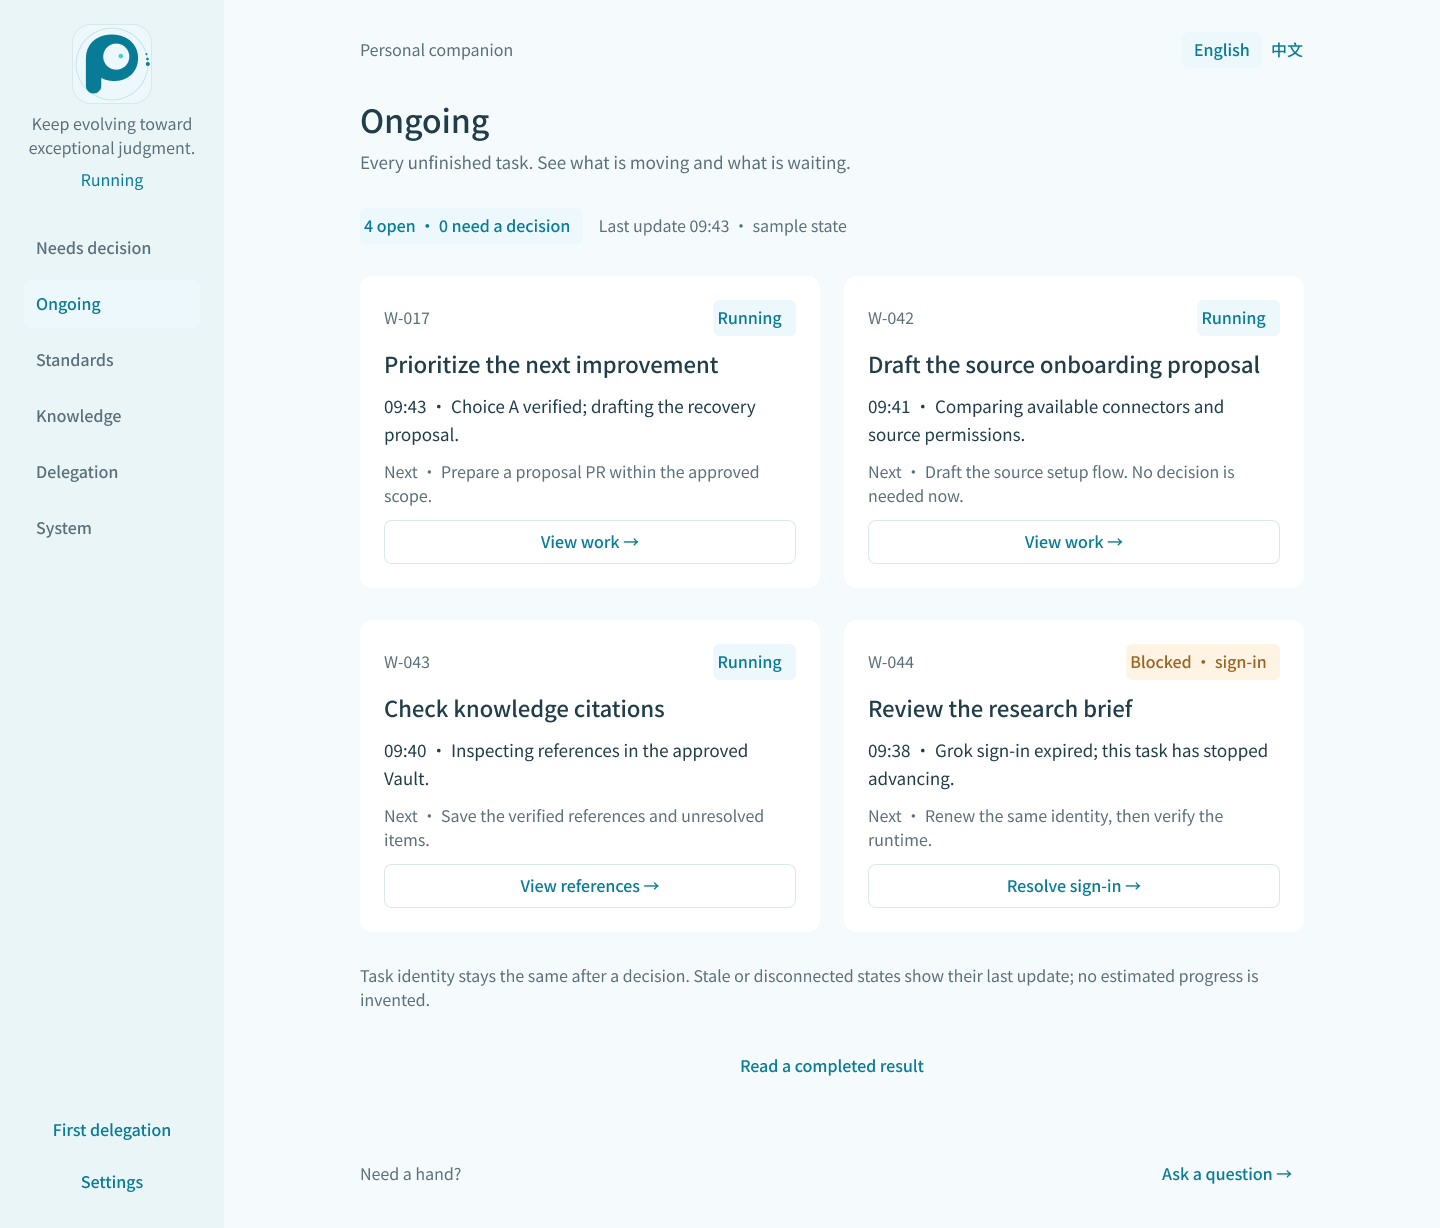 Keep evolving toward
exceptional judgment.
Running
Needs decision
Ongoing
Standards
Knowledge
Delegation
System
First delegation
Settings
Personal companion
English 中文
Ongoing
Every unfinished task. See what is moving and what is waiting.
4 open • 0 need a decision Last update 09:43 • sample state
W-017 Running
Prioritize the next improvement
09:43 • Choice A verified; drafting the recovery
proposal.
Next • Prepare a proposal PR within the approved
scope.
View work →
W-042 Running
Draft the source onboarding proposal
09:41 • Comparing available connectors and
source permissions.
Next • Draft the source setup flow. No decision is
needed now.
View work →
W-043 Running
Check knowledge citations
09:40 • Inspecting references in the approved
Vault.
Next • Save the verified references and unresolved
items.
View references →
W-044 Blocked • sign-in
Review the research brief
09:38 • Grok sign-in expired; this task has stopped
advancing.
Next • Renew the same identity, then verify the
runtime.
Resolve sign-in →
Task identity stays the same after a decision. Stale or disconnected states show their last update; no estimated progress is
invented.
Read a completed result
Need a hand? Ask a question →